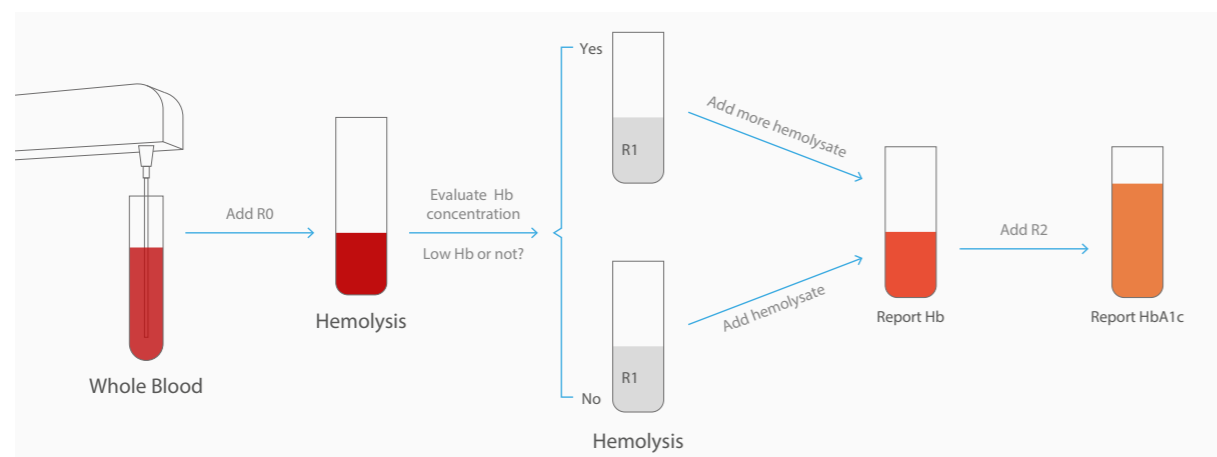 Whole Blood
Add R0
Hemolysis
Evaluate Hb
concentration
Low Hb or not?
Yes
R1
Add more hemolysate
No
R1
Hemolysis
Add hemolysate
Report Hb
Add R2
Report HbA1c